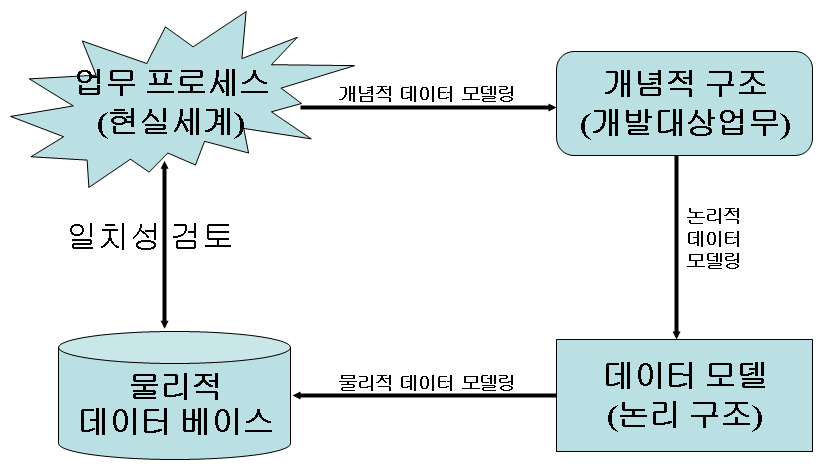 업무 프로세스
(현실세계)
개념적 데이터 모델링
개념적 구조
(개발대상업무)
일치성 검토
논리적
데이터
모델링
물리적
데이터 베이스
물리적 데이터 모델링
데이터 모델
(논리 구조)